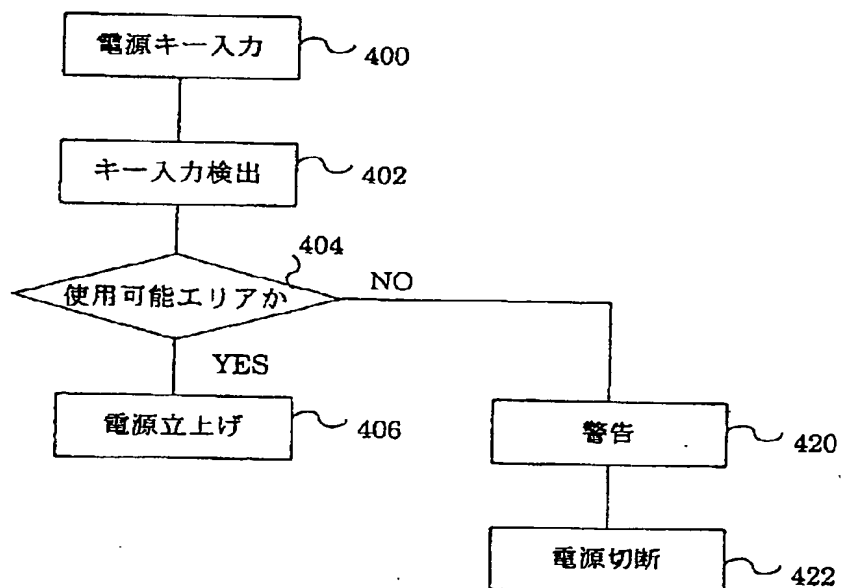 電源キー入力
400
キー入力検出
402
404
使用可能エリアか
NO
YES
電源立上げ
406
警告
420
電源切断
422